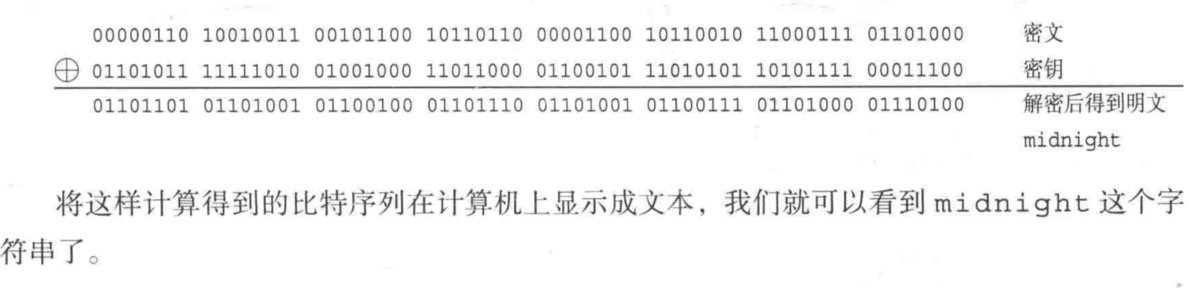 00000110 10010011 00101100 10110110 00001100 10110010 11000111 01101000 密文
⊕ 01101011 11111010 01001000 11011000 01100101 11010101 10101111 00011100 密钥
01101101 01101001 01100100 01101110 01101001 01100111 01101000 01110100 解密后得到明文
midnight
将这样计算得到的比特序列在计算机上显示成文本，我们就可以看到 midnight 这个字
符串了。